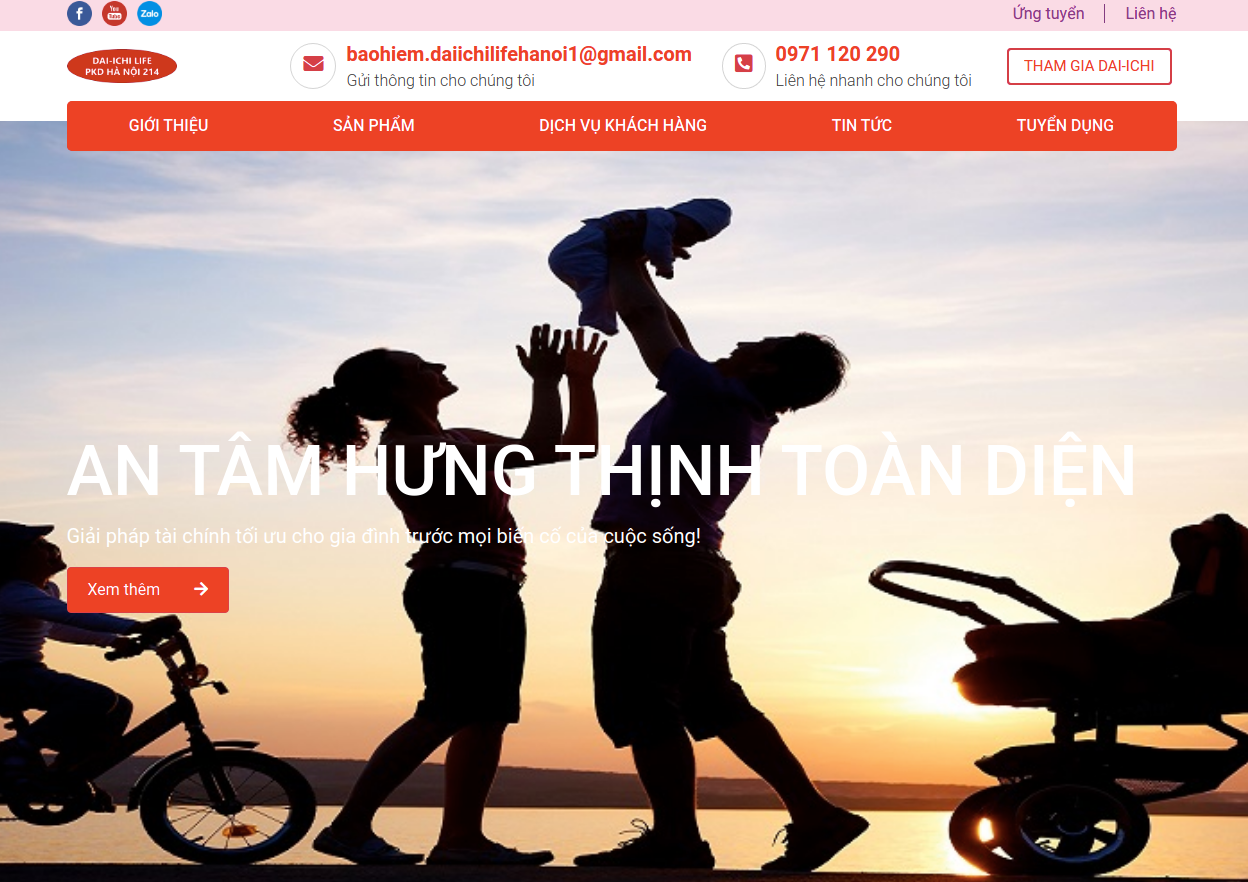 You
Tube
Zalo
Ứng tuyển
Liên hệ
DAI-ICHI LIFE
PKD HÀ NỘI 214
baohiem.daiichilifehanoi1@gmail.com
Gửi thông tin cho chúng tôi
0971 120 290
Liên hệ nhanh cho chúng tôi
THAM GIA DAI-ICHI
GIỚI THIỆU
SẢN PHẨM
DỊCH VỤ KHÁCH HÀNG
TIN TỨC
TUYỂN DỤNG
AN TÂM HƯNG THỊNH TOÀN DIỆN
Giải pháp tài chính tối ưu cho gia đình trước mọi biến cố của cuộc sống!
Xem thêm